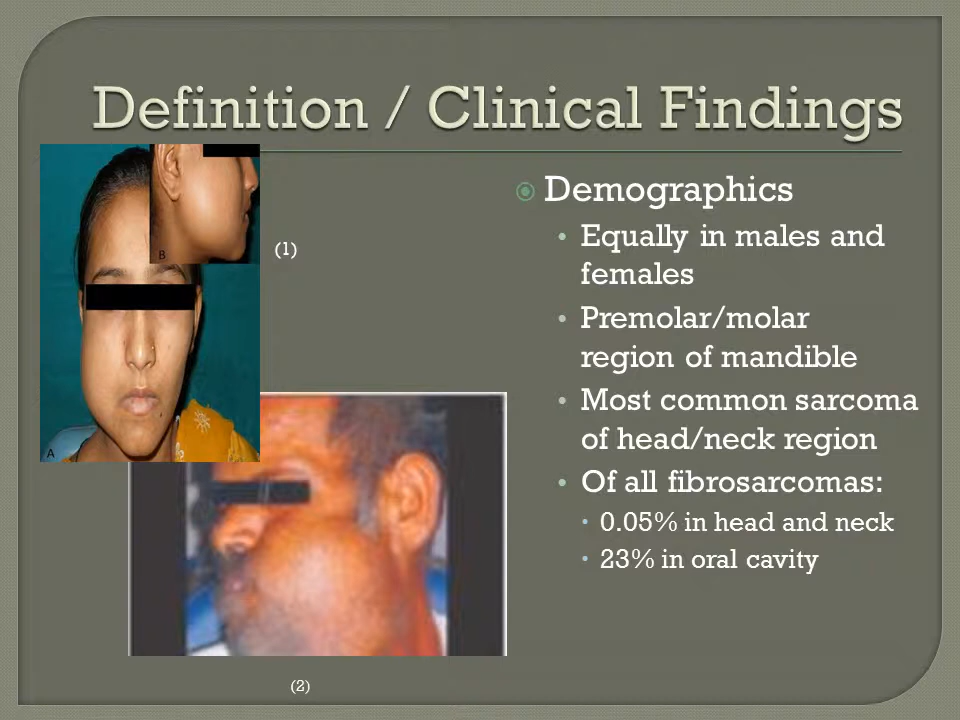 Definition / Clinical Findings
B
(1)
A
(2)
Demographics
Equally in males and
females
Premolar/molar
region of mandible
Most common sarcoma
of head/neck region
Of all fibrosarcomas:
0.05% in head and neck
23% in oral cavity